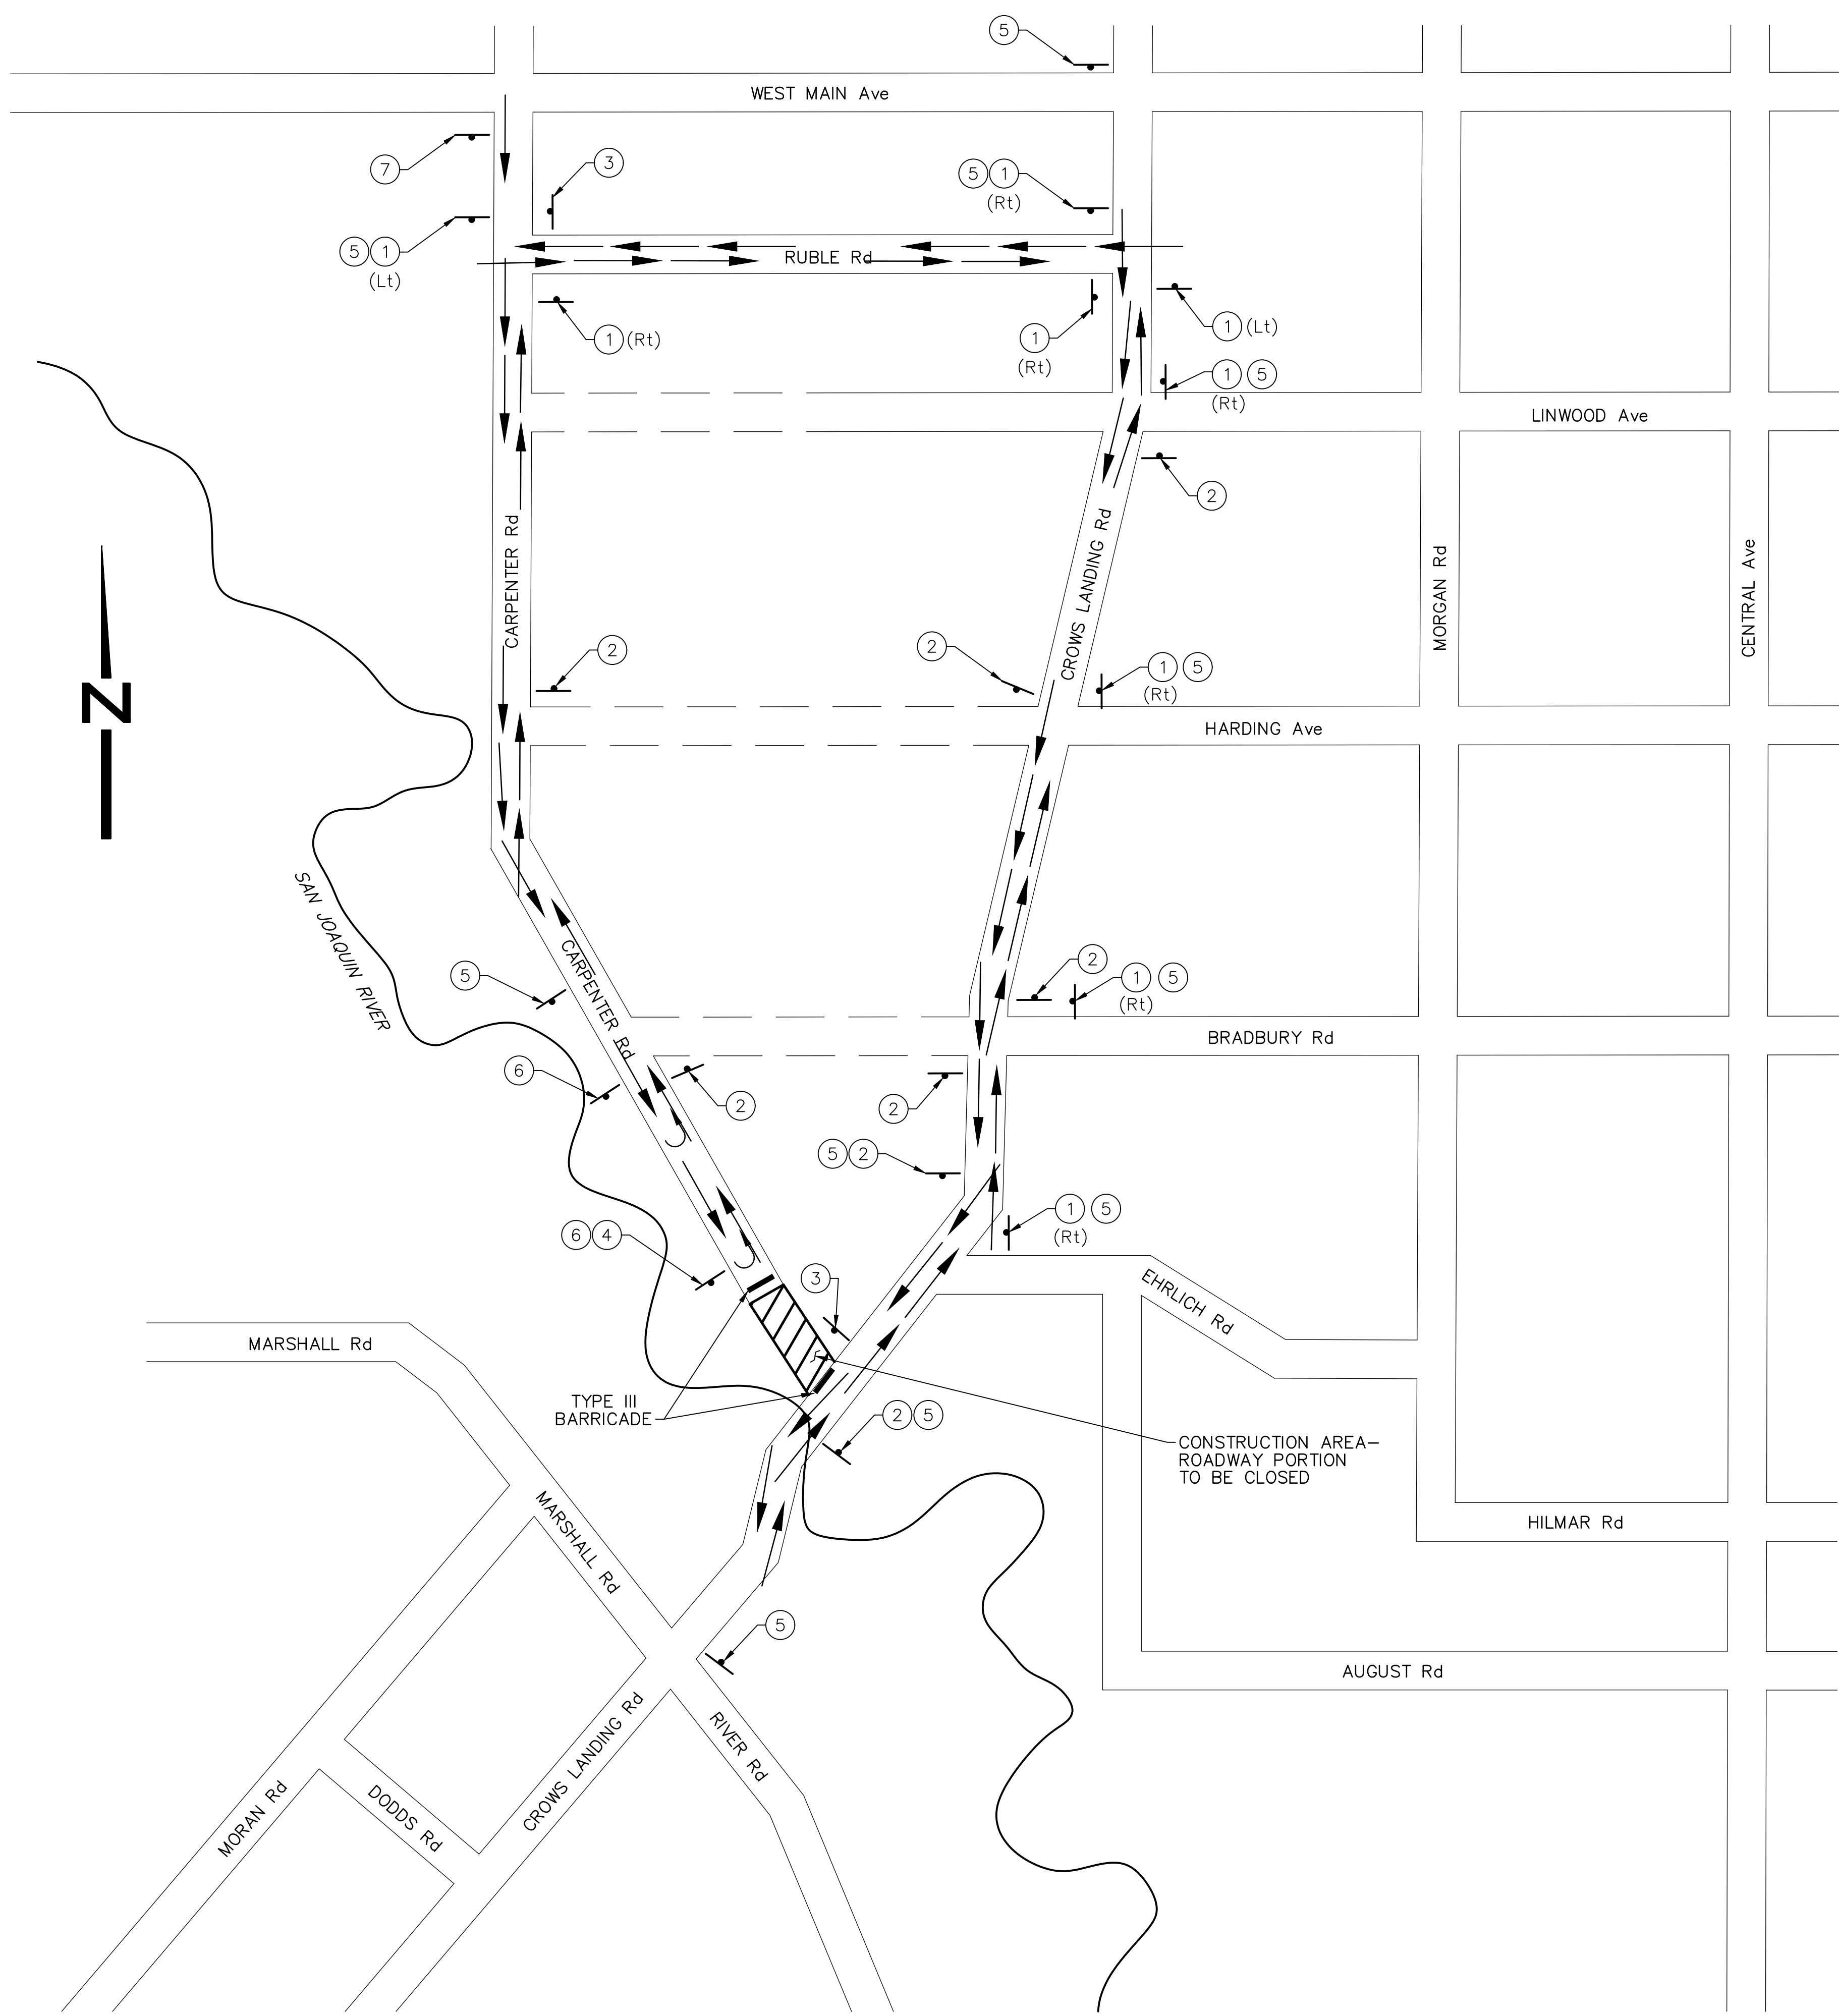 5
WEST MAIN Ave
7
3
5 1
(Rt)
5 1
(Lt)
RUBLE Rd
1 (Rt)
1
(Rt)
1 (Lt)
1 5
(Rt)
LINWOOD Ave
2
CARPENTER Rd
CROWS LANDING Rd
MORGAN Rd
CENTRAL Ave
N
2
2
1 5
(Rt)
HARDING Ave
SAN JOAQUIN RIVER
CARPENTER Rd
5
2
1 5
(Rt)
BRADBURY Rd
6
2
2
5 2
1 5
(Rt)
6 4
3
EHRLICH Rd
MARSHALL Rd
TYPE III
BARRICADE
2 5
CONSTRUCTION AREA-
ROADWAY PORTION
TO BE CLOSED
MARSHALL Rd
HILMAR Rd
5
AUGUST Rd
RIVER Rd
CROWS LANDING Rd
MORAN Rd
DODDS Rd